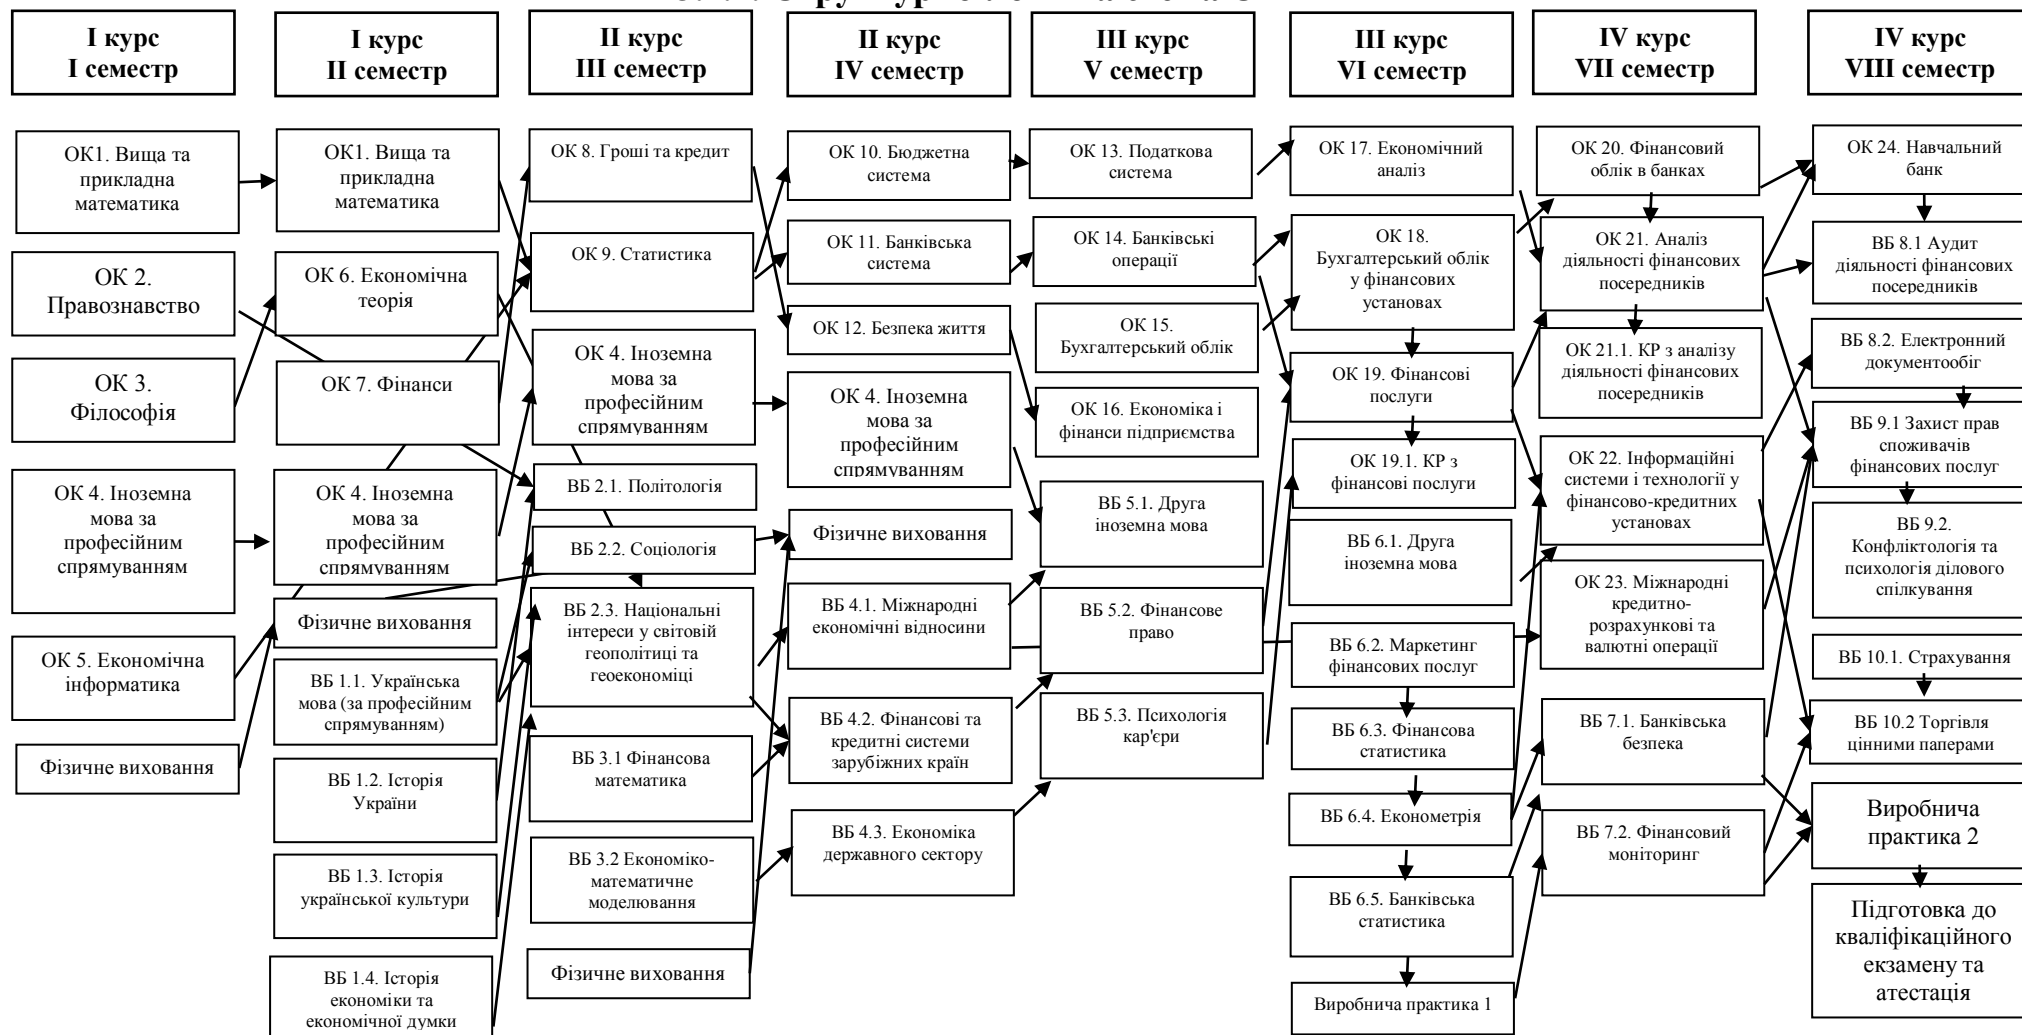 I курс
I семестр
I курс
II семестр
II курс
III семестр
II курс
IV семестр
III курс
V семестр
III курс
VI семестр
IV курс
VII семестр
IV курс
VIII семестр
ОК1. Вища та
прикладна
математика
ОК 2.
Правознавство
ОК 3.
Філософія
ОК 4. Іноземна
мова за
професійним
спрямуванням
ОК 5. Економічна
інформатика
Фізичне виховання
ОК1. Вища та
прикладна
математика
ОК 6. Економічна
теорія
ОК 7. Фінанси
ОК 4. Іноземна
мова за
професійним
спрямуванням
Фізичне виховання
ВБ 1.1. Українська
мова (за професійним
спрямуванням)
ВБ 1.2. Історія
України
ВБ 1.3. Історія
української культури
ВБ 1.4. Історія
економіки та
економічної думки
ОК 8. Гроші та кредит
ОК 9. Статистика
ОК 4. Іноземна
мова за
професійним
спрямуванням
ВБ 2.1. Політологія
ВБ 2.2. Соціологія
ВБ 2.3. Національні
інтереси у світовій
геополітиці та
геоекономіці
ВБ 3.1 Фінансова
математика
ВБ 3.2 Економіко-
математичне
моделювання
Фізичне виховання
ОК 10. Бюджетна
система
ОК 11. Банківська
система
ОК 12. Безпека життя
ОК 4. Іноземна
мова за
професійним
спрямуванням
Фізичне виховання
ВБ 4.1. Міжнародні
економічні відносини
ВБ 4.2. Фінансові та
кредитні системи
зарубіжних країн
ВБ 4.3. Економіка
державного сектору
ОК 13. Податкова
система
ОК 14. Банківські
операції
ОК 15.
Бухгалтерський облік
ОК 16. Економіка і
фінанси підприємства
ВБ 5.1. Друга
іноземна мова
ВБ 5.2. Фінансове
право
ВБ 5.3. Психологія
кар'єри
ОК 17. Економічний
аналіз
ОК 18.
Бухгалтерський облік
у фінансових
установах
ОК 19. Фінансові
послуги
ОК 19.1. КР з
фінансові послуги
ВБ 6.1. Друга
іноземна мова
ВБ 6.2. Маркетинг
фінансових послуг
ВБ 6.3. Фінансова
статистика
ВБ 6.4. Економетрія
ВБ 6.5. Банківська
статистика
Виробнича практика 1
ОК 20. Фінансовий
облік в банках
ОК 21. Аналіз
діяльності фінансових
посередників
ОК 21.1. КР з аналізу
діяльності фінансових
посередників
ОК 22. Інформаційні
системи і технології у
фінансово-кредитних
установах
ОК 23. Міжнародні
кредитно-
розрахункові та
валютні операції
ВБ 7.1. Банківська
безпека
ВБ 7.2. Фінансовий
моніторинг
ОК 24. Навчальний
банк
ВБ 8.1 Аудит
діяльності фінансових
посередників
ВБ 8.2. Електронний
документообіг
ВБ 9.1 Захист прав
споживачів
фінансових послуг
ВБ 9.2.
Конфліктологія та
психологія ділового
спілкування
ВБ 10.1. Страхування
ВБ 10.2 Торгівля
цінними паперами
Виробнича
практика 2
Підготовка до
кваліфікаційного
екзамену та
атестація